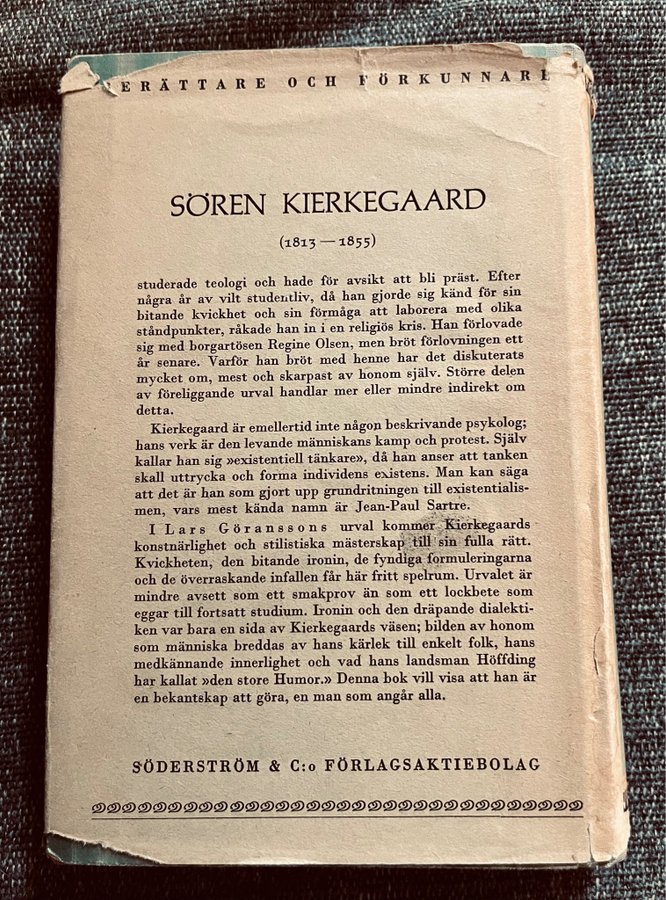 BERÄTTARE OCH FÖRKUNNARE
SÖREN KIERKEGAARD
(1813 — 1855)
studerade teologi och hade för avsikt att bli präst. Efter
några år av vilt studentliv, då han gjorde sig känd för sin
bitande kvickhet och sin förmåga att laborera med olika
ståndpunkter, råkade han in i en religiös kris. Han förlovade
sig med borgartösen Regine Olsen, men bröt förlovningen ett
år senare. Varför han bröt med henne har det diskuterats
mycket om, mest och skarpast av honom själv. Större delen
av föreliggande urval handlar mer eller mindre indirekt om
detta.
Kierkegaard är emellertid inte någon beskrivande psykolog;
hans verk är den levande människans kamp och protest. Själv
kallar han sig »existentiell tänkare», då han anser att tanken
skall uttrycka och forma individens existens. Man kan säga
att det är han som gjort upp grundritningen till existentialis-
men, vars mest kända namn är Jean-Paul Sartre.
I Lars Göranssons urval kommer Kierkegaards
konstnärlighet och stilistiska mästerskap till sin fulla rätt.
Kvickheten, den bitande ironin, de fyndiga formuleringarna
och de överraskande infallen får här fritt spelrum. Urvalet är
mindre avsett som ett smakprov än som ett lockbete som
eggar till fortsatt studium. Ironin och den dräpande dialekti-
ken var bara en sida av Kierkegaards väsen; bilden av honom
som människa breddas av hans kärlek till enkelt folk, hans
medkännande innerlighet och vad hans landsman Höffding
har kallat »den store Humor.» Denna bok vill visa att han är
en bekantskap att göra, en man som angår alla.
SÖDERSTRÖM & C:o FÖRLAGSAKTIEBOLAG